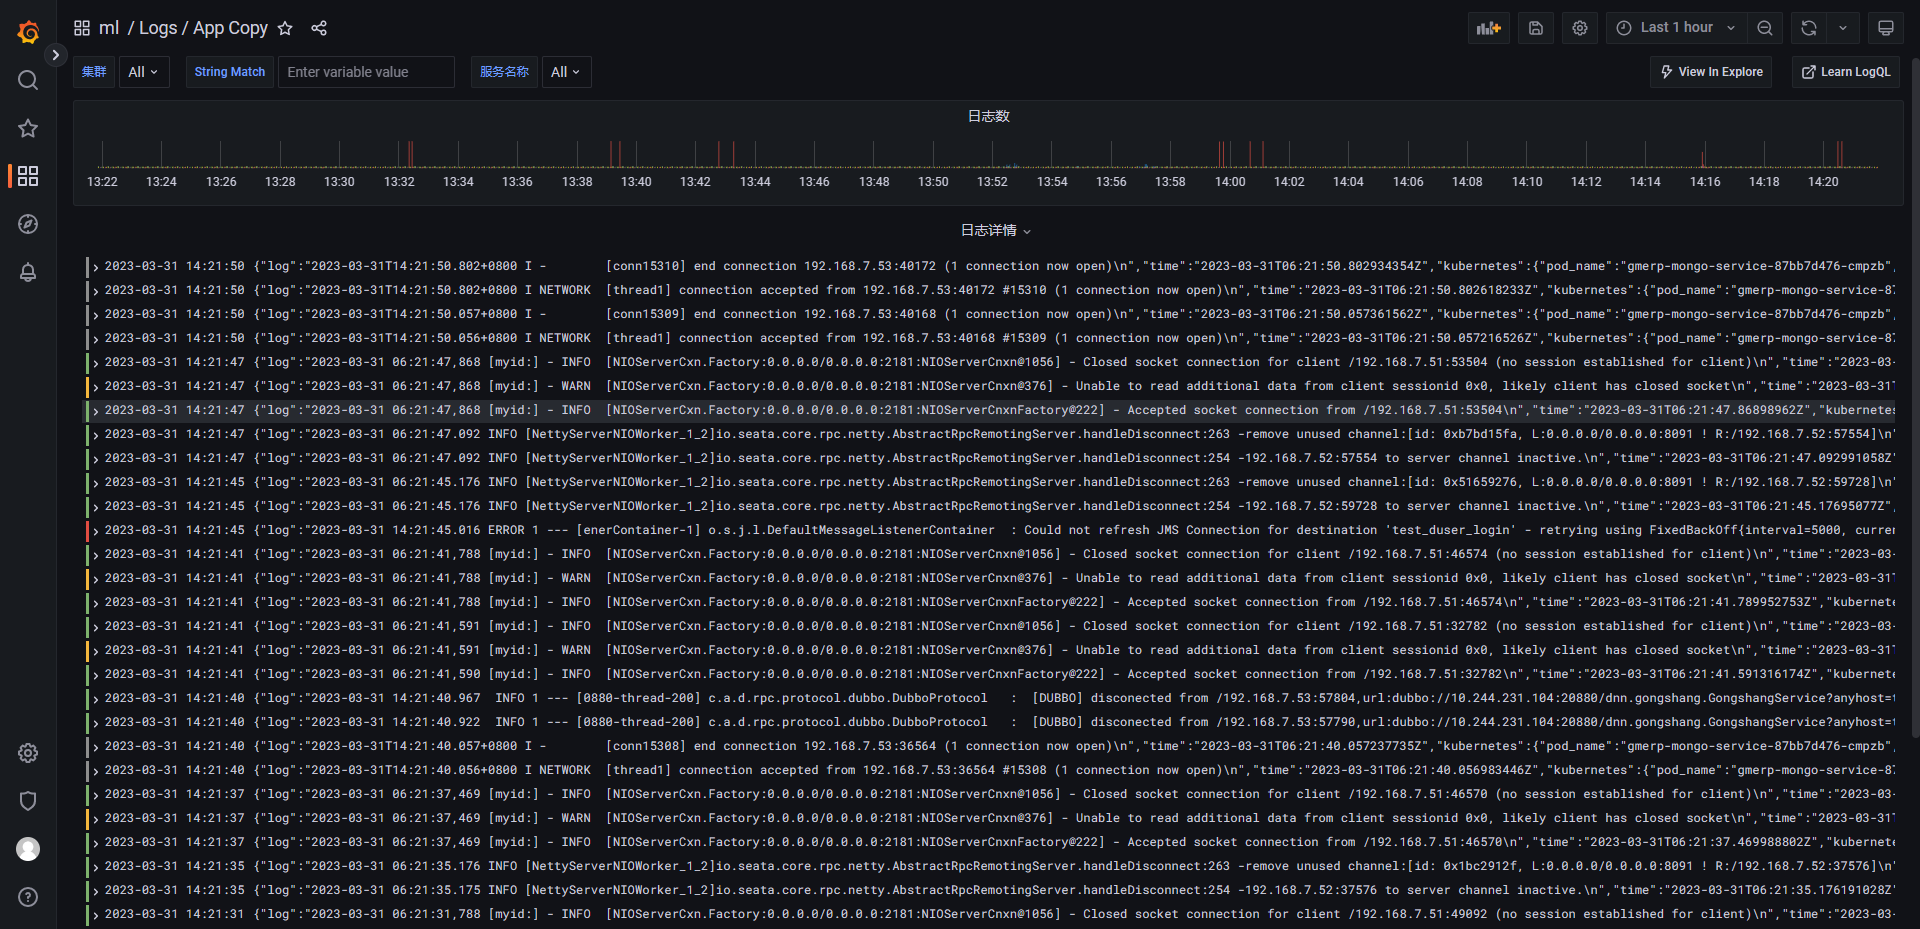 ml / Logs / App Copy
Last 1 hour
集群 All String Match Enter variable value 服务名称 All View In Explore Learn LogQL
日志数
13:22 13:24 13:26 13:28 13:30 13:32 13:34 13:36 13:38 13:40 13:42 13:44 13:46 13:48 13:50 13:52 13:54 13:56 13:58 14:00 14:02 14:04 14:06 14:08 14:10 14:12 14:14 14:16 14:18 14:20
日志详情
2023-03-31 14:21:50 {"log":"2023-03-31T14:21:50.802+0800 I - [conn15310] end connection 192.168.7.53:40172 (1 connection now open)\n","time":"2023-03-31T06:21:50.802934354Z","kubernetes":{"pod_name":"gmerp-mongo-service-87bb7d476-cmpzb",
2023-03-31 14:21:50 {"log":"2023-03-31T14:21:50.802+0800 I NETWORK [thread1] connection accepted from 192.168.7.53:40172 #15310 (1 connection now open)\n","time":"2023-03-31T06:21:50.802618233Z","kubernetes":{"pod_name":"gmerp-mongo-service-87
2023-03-31 14:21:50 {"log":"2023-03-31T14:21:50.057+0800 I - [conn15309] end connection 192.168.7.53:40168 (1 connection now open)\n","time":"2023-03-31T06:21:50.057361562Z","kubernetes":{"pod_name":"gmerp-mongo-service-87bb7d476-cmpzb",
2023-03-31 14:21:50 {"log":"2023-03-31T14:21:50.056+0800 I NETWORK [thread1] connection accepted from 192.168.7.53:40168 #15309 (1 connection now open)\n","time":"2023-03-31T06:21:50.057216526Z","kubernetes":{"pod_name":"gmerp-mongo-service-87
2023-03-31 14:21:47 {"log":"2023-03-31 06:21:47,868 [myid:] - INFO [NIOServerCxn.Factory:0.0.0.0/0.0.0.0:2181:NIOServerCnxn@1056] - Closed socket connection for client /192.168.7.51:53504 (no session established for client)\n","time":"2023-03-
2023-03-31 14:21:47 {"log":"2023-03-31 06:21:47,868 [myid:] - WARN [NIOServerCxn.Factory:0.0.0.0/0.0.0.0:2181:NIOServerCnxn@376] - Unable to read additional data from client sessionid 0x0, likely client has closed socket\n","time":"2023-03-31T
2023-03-31 14:21:47 {"log":"2023-03-31 06:21:47,868 [myid:] - INFO [NIOServerCxn.Factory:0.0.0.0/0.0.0.0:2181:NIOServerCnxnFactory@222] - Accepted socket connection from /192.168.7.51:53504\n","time":"2023-03-31T06:21:47.86898962Z","kubernetes
2023-03-31 14:21:47 {"log":"2023-03-31 06:21:47.092 INFO [NettyServerNIOWorker_1_2]io.seata.core.rpc.netty.AbstractRpcRemotingServer.handleDisconnect:263 -remove unused channel:[id: 0xb7bd15fa, L:0.0.0.0/0.0.0.0:8091 ! R:/192.168.7.52:57554]\n"
2023-03-31 14:21:47 {"log":"2023-03-31 06:21:47.092 INFO [NettyServerNIOWorker_1_2]io.seata.core.rpc.netty.AbstractRpcRemotingServer.handleDisconnect:254 -192.168.7.52:57554 to server channel inactive.\n","time":"2023-03-31T06:21:47.092991058Z"
2023-03-31 14:21:45 {"log":"2023-03-31 06:21:45.176 INFO [NettyServerNIOWorker_1_2]io.seata.core.rpc.netty.AbstractRpcRemotingServer.handleDisconnect:263 -remove unused channel:[id: 0x51659276, L:0.0.0.0/0.0.0.0:8091 ! R:/192.168.7.52:59728]\n"
2023-03-31 14:21:45 {"log":"2023-03-31 06:21:45.176 INFO [NettyServerNIOWorker_1_2]io.seata.core.rpc.netty.AbstractRpcRemotingServer.handleDisconnect:254 -192.168.7.52:59728 to server channel inactive.\n","time":"2023-03-31T06:21:45.17695077Z",
2023-03-31 14:21:45 {"log":"2023-03-31 14:21:45.016 ERROR 1 --- [enerContainer-1] o.s.j.l.DefaultMessageListenerContainer : Could not refresh JMS Connection for destination 'test_duser_login' - retrying using FixedBackOff{interval=5000, curren
2023-03-31 14:21:41 {"log":"2023-03-31 06:21:41,788 [myid:] - INFO [NIOServerCxn.Factory:0.0.0.0/0.0.0.0:2181:NIOServerCnxn@1056] - Closed socket connection for client /192.168.7.51:46574 (no session established for client)\n","time":"2023-03-
2023-03-31 14:21:41 {"log":"2023-03-31 06:21:41,788 [myid:] - WARN [NIOServerCxn.Factory:0.0.0.0/0.0.0.0:2181:NIOServerCnxn@376] - Unable to read additional data from client sessionid 0x0, likely client has closed socket\n","time":"2023-03-31T
2023-03-31 14:21:41 {"log":"2023-03-31 06:21:41,788 [myid:] - INFO [NIOServerCxn.Factory:0.0.0.0/0.0.0.0:2181:NIOServerCnxnFactory@222] - Accepted socket connection from /192.168.7.51:46574\n","time":"2023-03-31T06:21:41.789952753Z","kubernete
2023-03-31 14:21:41 {"log":"2023-03-31 06:21:41,591 [myid:] - INFO [NIOServerCxn.Factory:0.0.0.0/0.0.0.0:2181:NIOServerCnxn@1056] - Closed socket connection for client /192.168.7.51:32782 (no session established for client)\n","time":"2023-03-
2023-03-31 14:21:41 {"log":"2023-03-31 06:21:41,591 [myid:] - WARN [NIOServerCxn.Factory:0.0.0.0/0.0.0.0:2181:NIOServerCnxn@376] - Unable to read additional data from client sessionid 0x0, likely client has closed socket\n","time":"2023-03-31T
2023-03-31 14:21:41 {"log":"2023-03-31 06:21:41,590 [myid:] - INFO [NIOServerCxn.Factory:0.0.0.0/0.0.0.0:2181:NIOServerCnxnFactory@222] - Accepted socket connection from /192.168.7.51:32782\n","time":"2023-03-31T06:21:41.591316174Z","kubernete
2023-03-31 14:21:40 {"log":"2023-03-31 14:21:40.967 INFO 1 --- [0880-thread-200] c.a.d.rpc.protocol.dubbo.DubboProtocol : [DUBBO] disconected from /192.168.7.53:57804,url:dubbo://10.244.231.104:20880/dnn.gongshang.GongshangService?anyhost=t
2023-03-31 14:21:40 {"log":"2023-03-31 14:21:40.922 INFO 1 --- [0880-thread-200] c.a.d.rpc.protocol.dubbo.DubboProtocol : [DUBBO] disconected from /192.168.7.53:57790,url:dubbo://10.244.231.104:20880/dnn.gongshang.GongshangService?anyhost=t
2023-03-31 14:21:40 {"log":"2023-03-31T14:21:40.057+0800 I - [conn15308] end connection 192.168.7.53:36564 (1 connection now open)\n","time":"2023-03-31T06:21:40.057237735Z","kubernetes":{"pod_name":"gmerp-mongo-service-87bb7d476-cmpzb",
2023-03-31 14:21:40 {"log":"2023-03-31T14:21:40.056+0800 I NETWORK [thread1] connection accepted from 192.168.7.53:36564 #15308 (1 connection now open)\n","time":"2023-03-31T06:21:40.056983446Z","kubernetes":{"pod_name":"gmerp-mongo-service-87
2023-03-31 14:21:37 {"log":"2023-03-31 06:21:37,469 [myid:] - INFO [NIOServerCxn.Factory:0.0.0.0/0.0.0.0:2181:NIOServerCnxn@1056] - Closed socket connection for client /192.168.7.51:46570 (no session established for client)\n","time":"2023-03-
2023-03-31 14:21:37 {"log":"2023-03-31 06:21:37,469 [myid:] - WARN [NIOServerCxn.Factory:0.0.0.0/0.0.0.0:2181:NIOServerCnxn@376] - Unable to read additional data from client sessionid 0x0, likely client has closed socket\n","time":"2023-03-31T
2023-03-31 14:21:37 {"log":"2023-03-31 06:21:37,469 [myid:] - INFO [NIOServerCxn.Factory:0.0.0.0/0.0.0.0:2181:NIOServerCnxnFactory@222] - Accepted socket connection from /192.168.7.51:46570\n","time":"2023-03-31T06:21:37.469988802Z","kubernete
2023-03-31 14:21:35 {"log":"2023-03-31 06:21:35.176 INFO [NettyServerNIOWorker_1_2]io.seata.core.rpc.netty.AbstractRpcRemotingServer.handleDisconnect:263 -remove unused channel:[id: 0x1bc2912f, L:0.0.0.0/0.0.0.0:8091 ! R:/192.168.7.52:37576]\n"
2023-03-31 14:21:35 {"log":"2023-03-31 06:21:35.175 INFO [NettyServerNIOWorker_1_2]io.seata.core.rpc.netty.AbstractRpcRemotingServer.handleDisconnect:254 -192.168.7.52:37576 to server channel inactive.\n","time":"2023-03-31T06:21:35.176191028Z"
2023-03-31 14:21:31 {"log":"2023-03-31 06:21:31,788 [myid:] - INFO [NIOServerCxn.Factory:0.0.0.0/0.0.0.0:2181:NIOServerCnxn@1056] - Closed socket connection for client /192.168.7.51:49092 (no session established for client)\n","time":"2023-03-